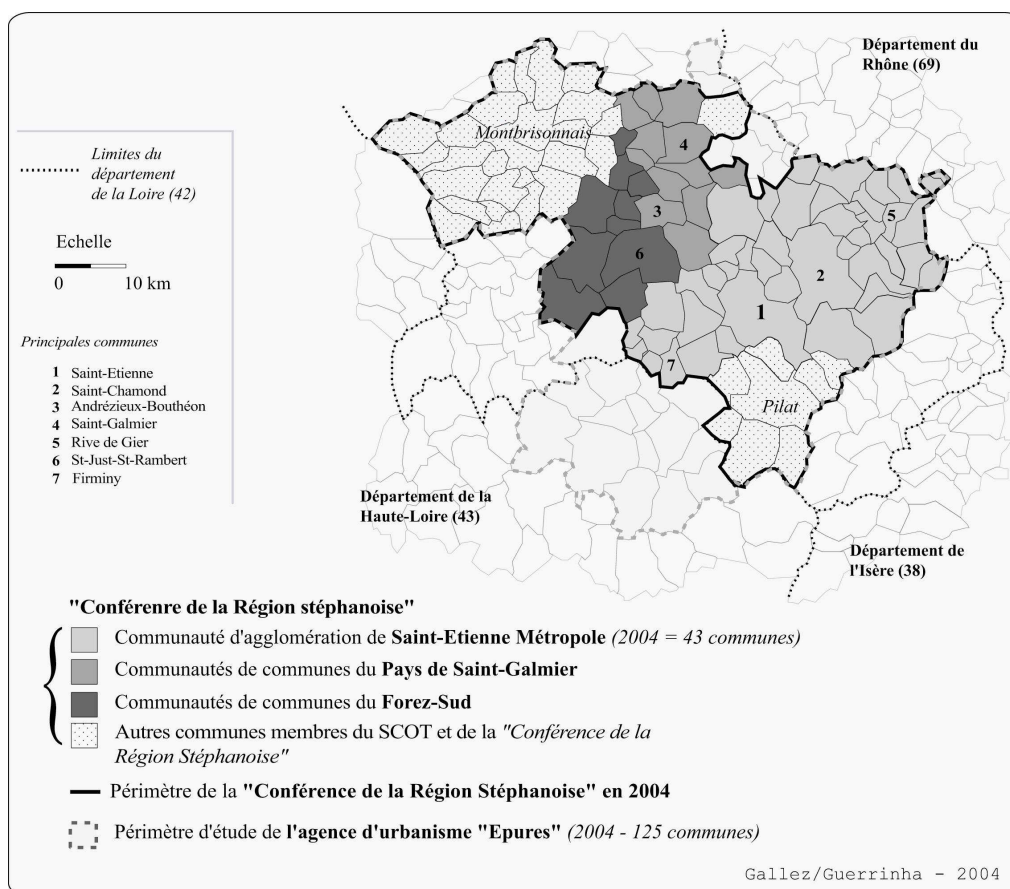 Département du
Rhône (69)
Montbrisonnais
4
Limites du
département
de la Loire (42)
3
5
Echelle
6
2
0 10 km
1
Principales communes
7
1 Saint-Etienne
2 Saint-Chamond
3 Andrézieux-Bouthéon
4 Saint-Galmier
5 Rive de Gier
6 St-Just-St-Rambert
7 Firminy
Pilat
Département de la
Haute-Loire (43)
Département de
l'Isère (38)
"Conférenre de la Région stéphanoise"
Communauté d'agglomération de Saint-Etienne Métropole (2004 = 43 communes)
Communautés de communes du Pays de Saint-Galmier
Communautés de communes du Forez-Sud
Autres communes membres du SCOT et de la "Conférence de la
Région Stéphanoise"
Périmètre de la "Conférence de la Région Stéphanoise" en 2004
Périmètre d'étude de l'agence d'urbanisme "Epures" (2004 - 125 communes)
Gallez/Guerrinha - 2004